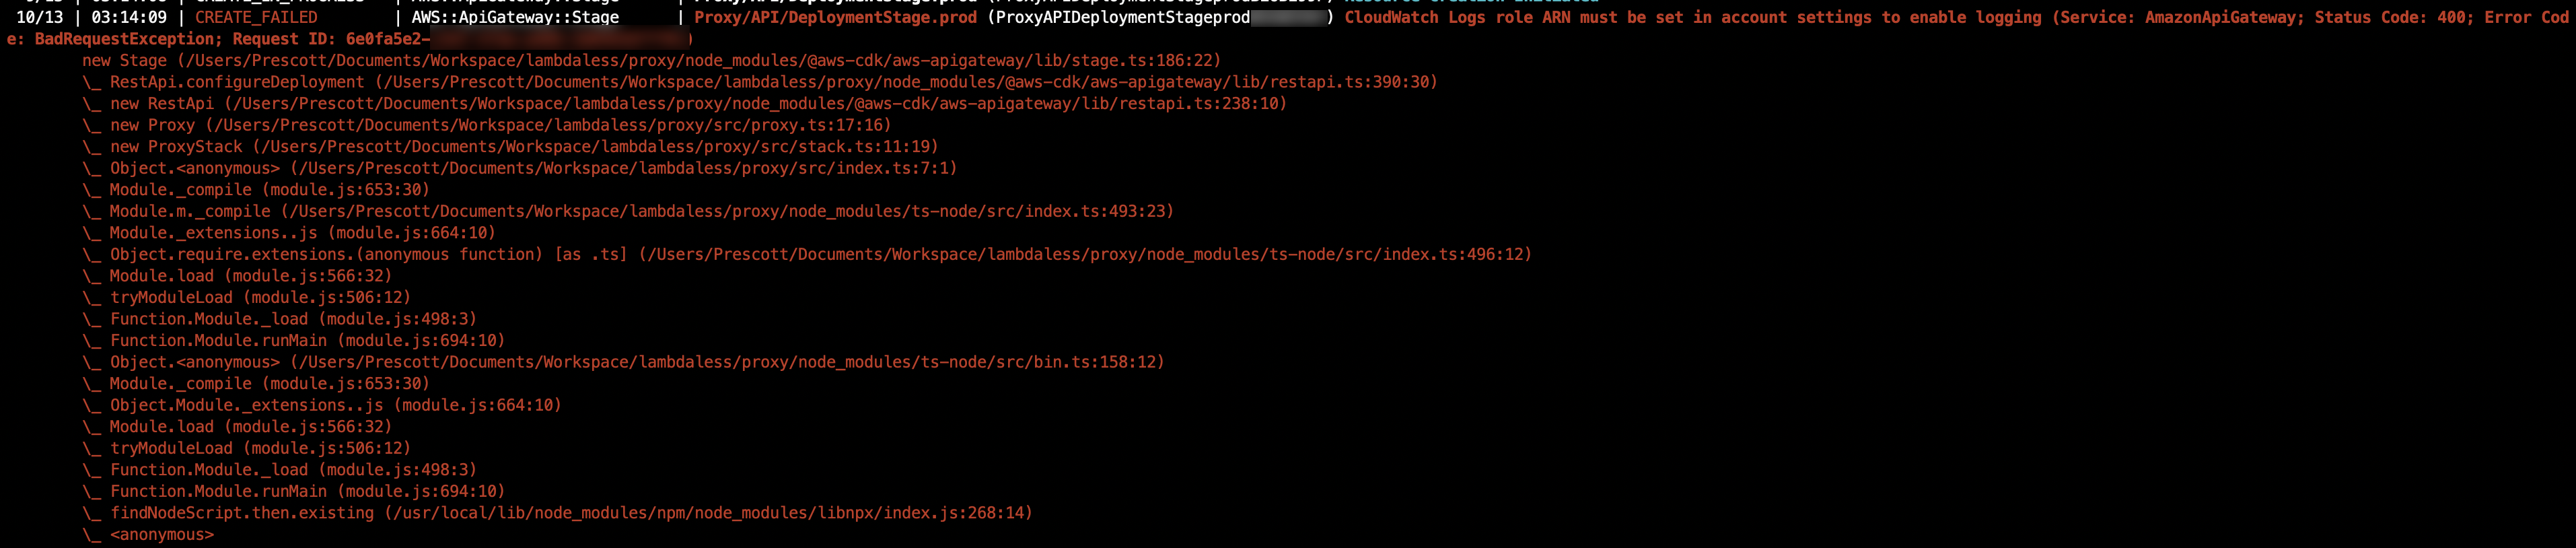 10/13 | 03:14:09 | CREATE_FAILED | AWS::ApiGateway::Stage | Proxy/API/DeploymentStage.prod (ProxyAPIDeploymentStageprod ) CloudWatch Logs role ARN must be set in account settings to enable logging (Service: AmazonApiGateway; Status Code: 400; Error Cod
e: BadRequestException; Request ID: 6e0fa5e2- )
new Stage (/Users/Prescott/Documents/Workspace/lambdaless/proxy/node_modules/@aws-cdk/aws-apigateway/lib/stage.ts:186:22)
\_ RestApi.configureDeployment (/Users/Prescott/Documents/Workspace/lambdaless/proxy/node_modules/@aws-cdk/aws-apigateway/lib/restapi.ts:390:30)
\_ new RestApi (/Users/Prescott/Documents/Workspace/lambdaless/proxy/node_modules/@aws-cdk/aws-apigateway/lib/restapi.ts:238:10)
\_ new Proxy (/Users/Prescott/Documents/Workspace/lambdaless/proxy/src/proxy.ts:17:16)
\_ new ProxyStack (/Users/Prescott/Documents/Workspace/lambdaless/proxy/src/stack.ts:11:19)
\_ Object.<anonymous> (/Users/Prescott/Documents/Workspace/lambdaless/proxy/src/index.ts:7:1)
\_ Module._compile (module.js:653:30)
\_ Module.m._compile (/Users/Prescott/Documents/Workspace/lambdaless/proxy/node_modules/ts-node/src/index.ts:493:23)
\_ Module._extensions..js (module.js:664:10)
\_ Object.require.extensions.(anonymous function) [as .ts] (/Users/Prescott/Documents/Workspace/lambdaless/proxy/node_modules/ts-node/src/index.ts:496:12)
\_ Module.load (module.js:566:32)
\_ tryModuleLoad (module.js:506:12)
\_ Function.Module._load (module.js:498:3)
\_ Function.Module.runMain (module.js:694:10)
\_ Object.<anonymous> (/Users/Prescott/Documents/Workspace/lambdaless/proxy/node_modules/ts-node/src/bin.ts:158:12)
\_ Module._compile (module.js:653:30)
\_ Object.Module._extensions..js (module.js:664:10)
\_ Module.load (module.js:566:32)
\_ tryModuleLoad (module.js:506:12)
\_ Function.Module._load (module.js:498:3)
\_ Function.Module.runMain (module.js:694:10)
\_ findNodeScript.then.existing (/usr/local/lib/node_modules/npm/node_modules/libnpx/index.js:268:14)
\_ <anonymous>